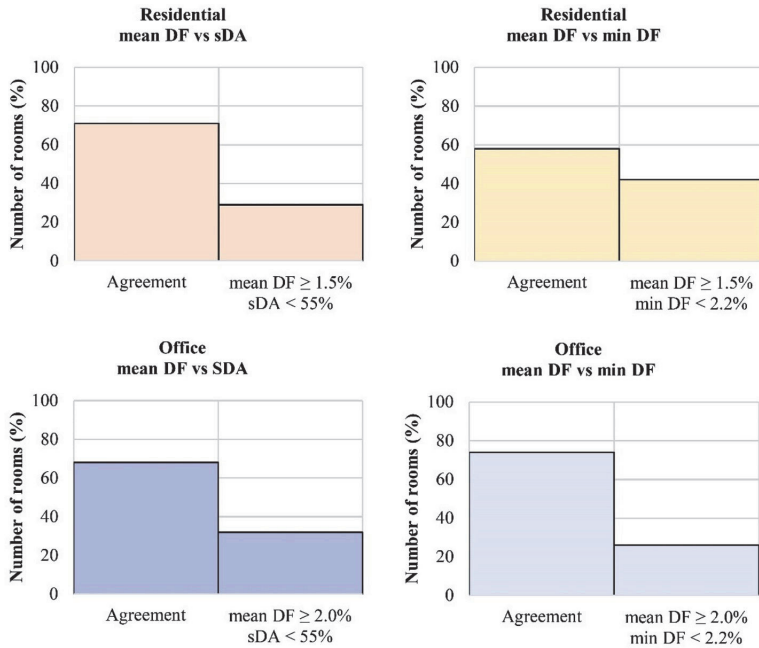 Residential
mean DF vs sDA
Number of rooms (%)
100
80
60
40
20
0
Agreement
mean DF ≥ 1.5%
sDA < 55%
Residential
mean DF vs min DF
Number of rooms (%)
100
80
60
40
20
0
Agreement
mean DF ≥ 1.5%
min DF < 2.2%
Office
mean DF vs SDA
Number of rooms (%)
100
80
60
40
20
0
Agreement
mean DF ≥ 2.0%
sDA < 55%
Office
mean DF vs min DF
Number of rooms (%)
100
80
60
40
20
0
Agreement
mean DF ≥ 2.0%
min DF < 2.2%